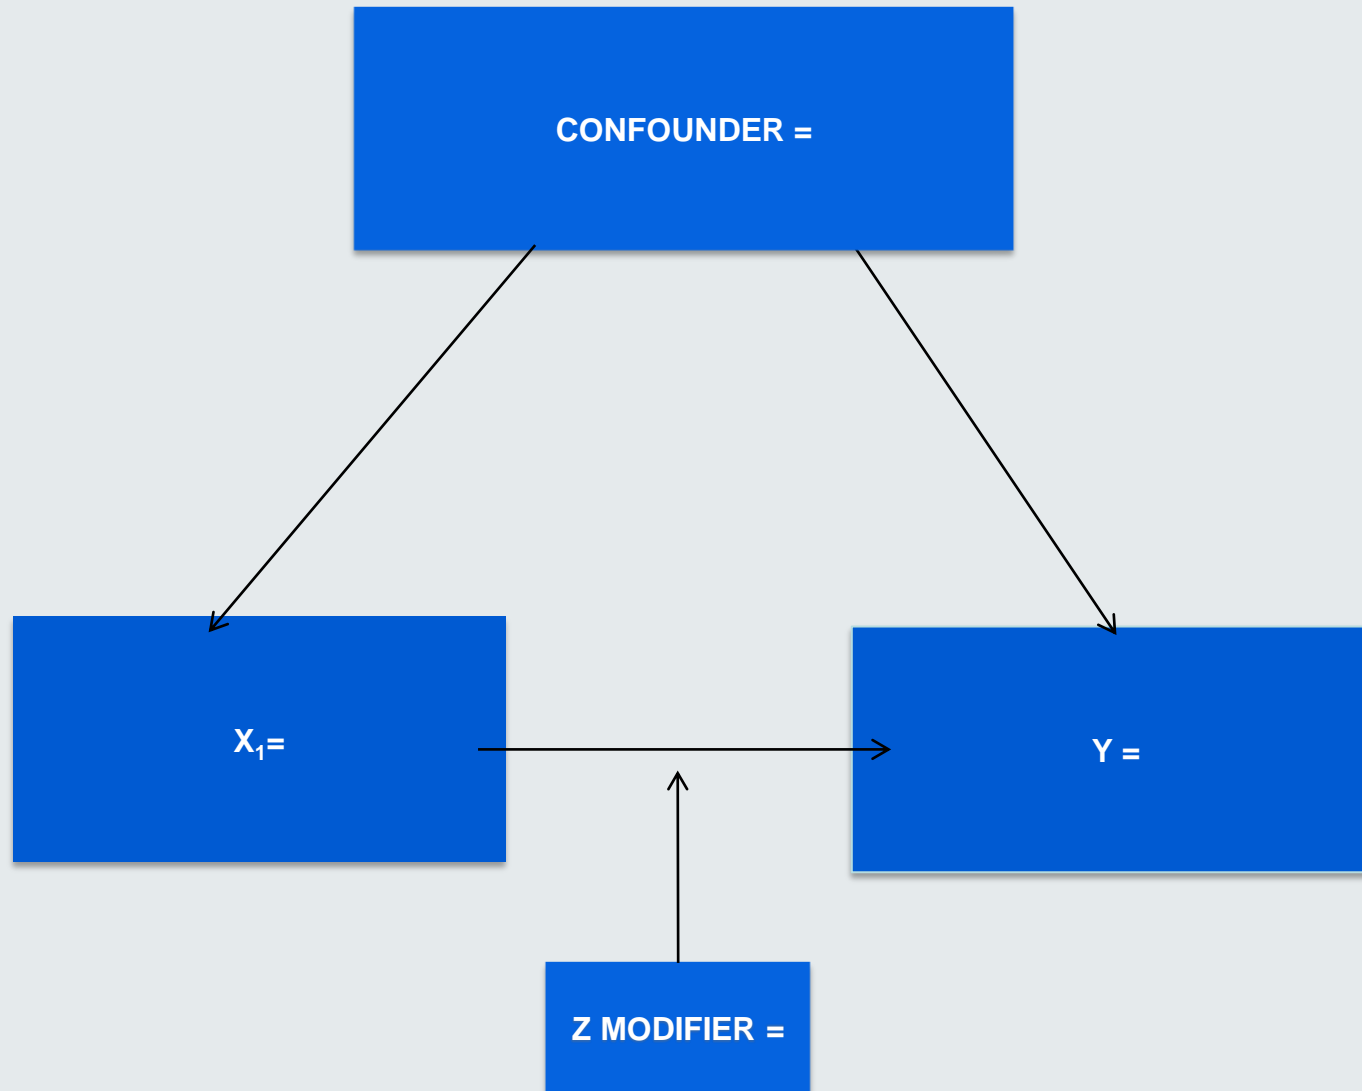 CONFOUNDER =
X₁=
Y =
Z MODIFIER =